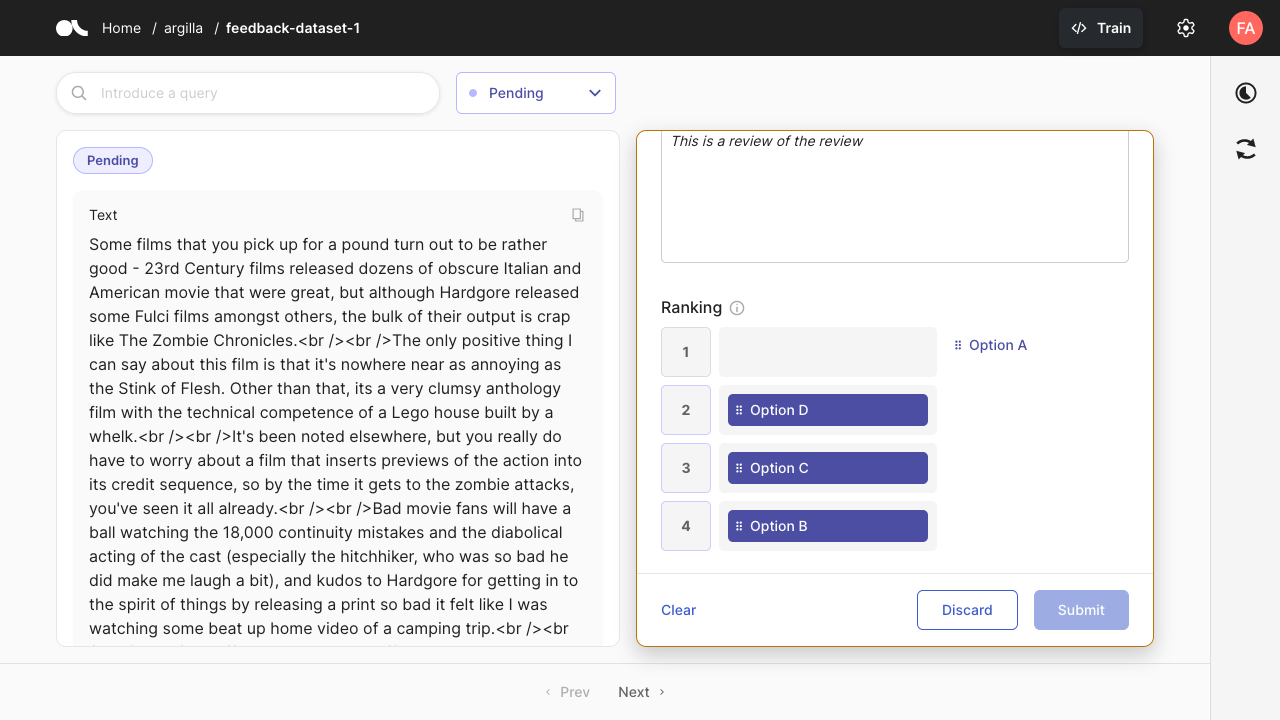 Home / argilla / feedback-dataset-1
Train
FA
Introduce a query
Pending
Pending
Text
Some films that you pick up for a pound turn out to be rather
good - 23rd Century films released dozens of obscure Italian and
American movie that were great, but although Hardgore released
some Fulci films amongst others, the bulk of their output is crap
like The Zombie Chronicles.<br /><br />The only positive thing I
can say about this film is that it's nowhere near as annoying as
the Stink of Flesh. Other than that, its a very clumsy anthology
film with the technical competence of a Lego house built by a
whelk.<br /><br />It's been noted elsewhere, but you really do
have to worry about a film that inserts previews of the action into
its credit sequence, so by the time it gets to the zombie attacks,
you've seen it all already.<br /><br />Bad movie fans will have a
ball watching the 18,000 continuity mistakes and the diabolical
acting of the cast (especially the hitchhiker, who was so bad he
did make me laugh a bit), and kudos to Hardgore for getting in to
the spirit of things by releasing a print so bad it felt like I was
watching some beat up home video of a camping trip.<br /><br
This is a review of the review
Ranking
1
Option A
2 Option D
3 Option C
4 Option B
Clear
Discard
Submit
Prev
Next